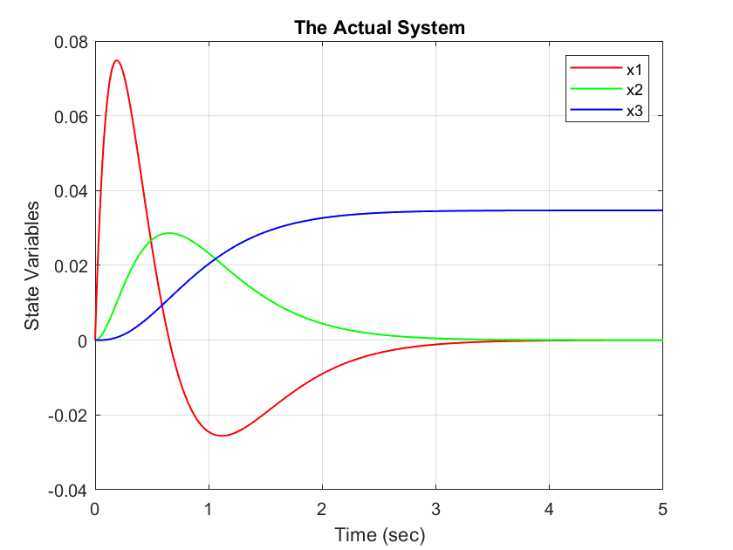 The Actual System
x1
x2
x3
State Variables
0.08
0.06
0.04
0.02
0
-0.02
-0.04
0 1 2 3 4 5
Time (sec)